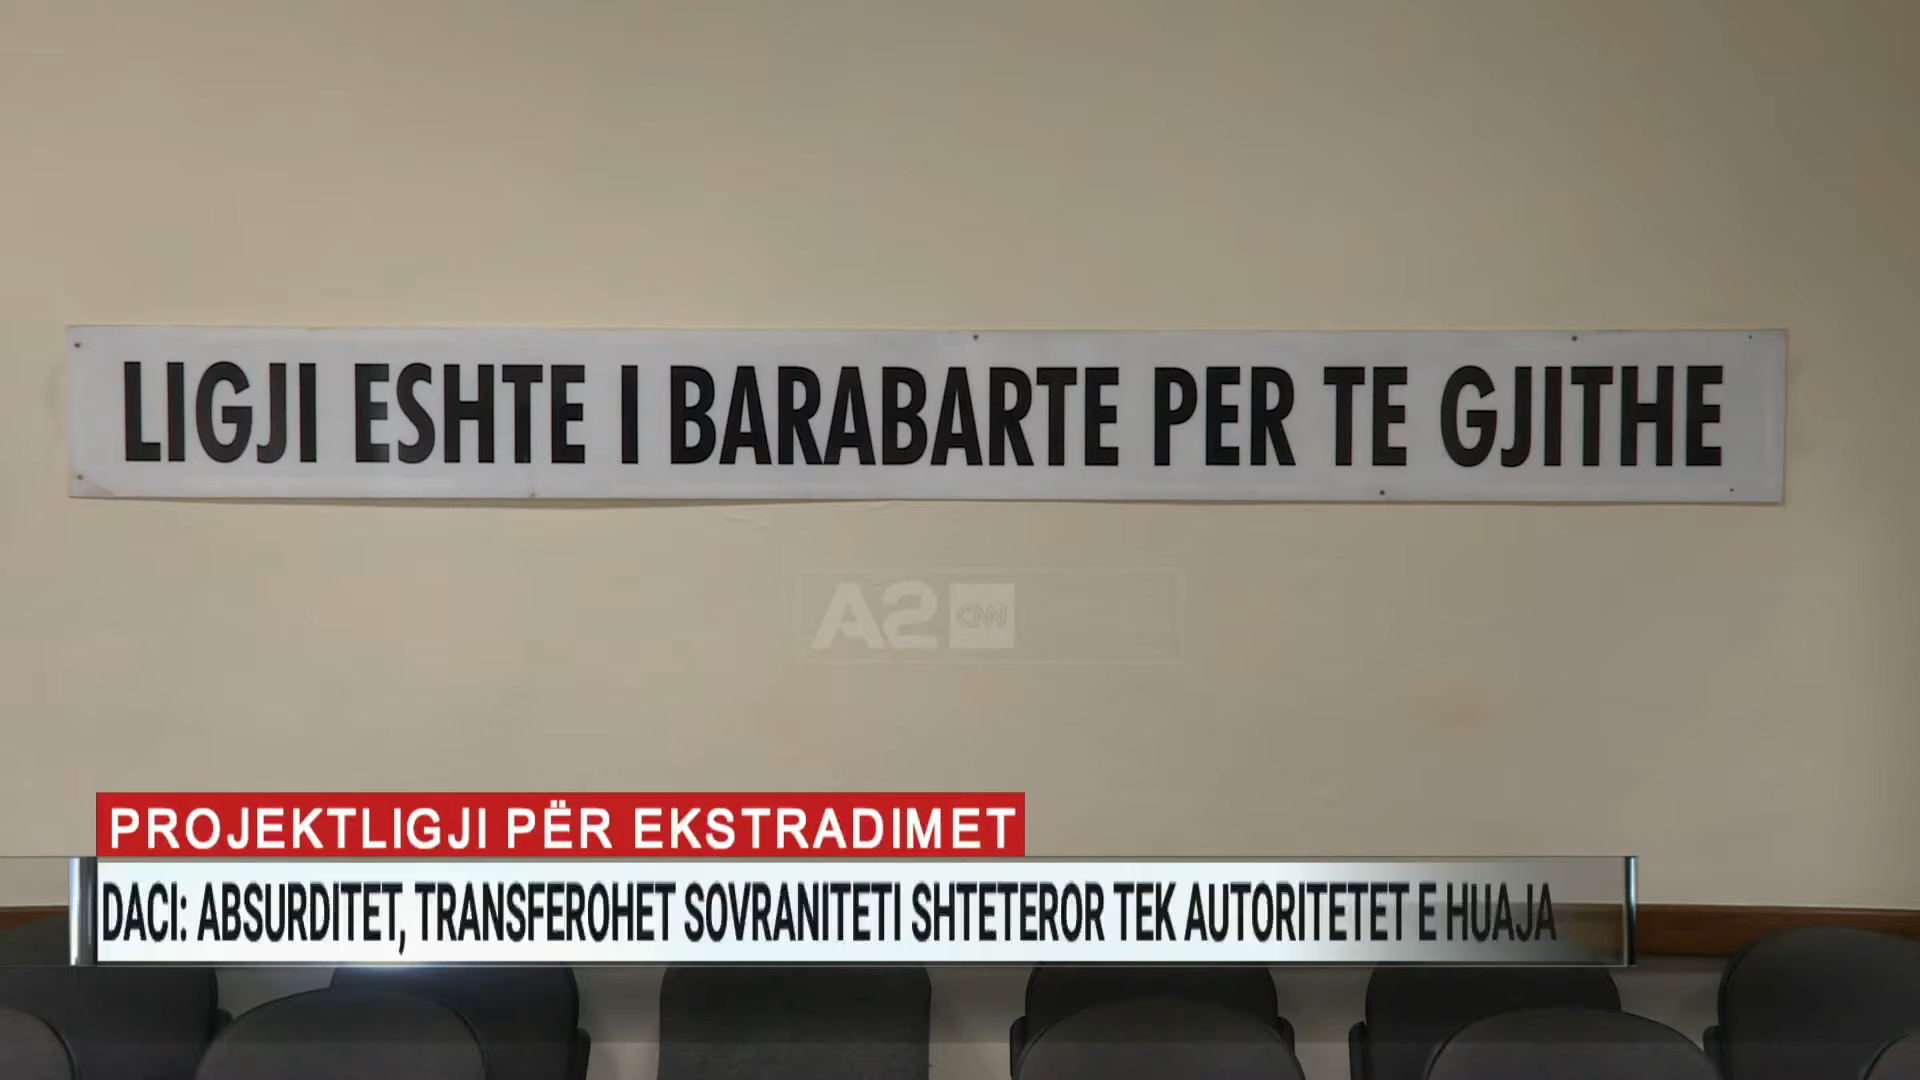 LIGJI ESHTE I BARABARTE PER TE GJITHE
A2 CNN
PROJEKTLIGJI PËR EKSTRADIMET
DACI: ABSURDITET, TRANSFEROHET SOVRANITETI SHTETEROR TEK AUTORITETET E HUAJA